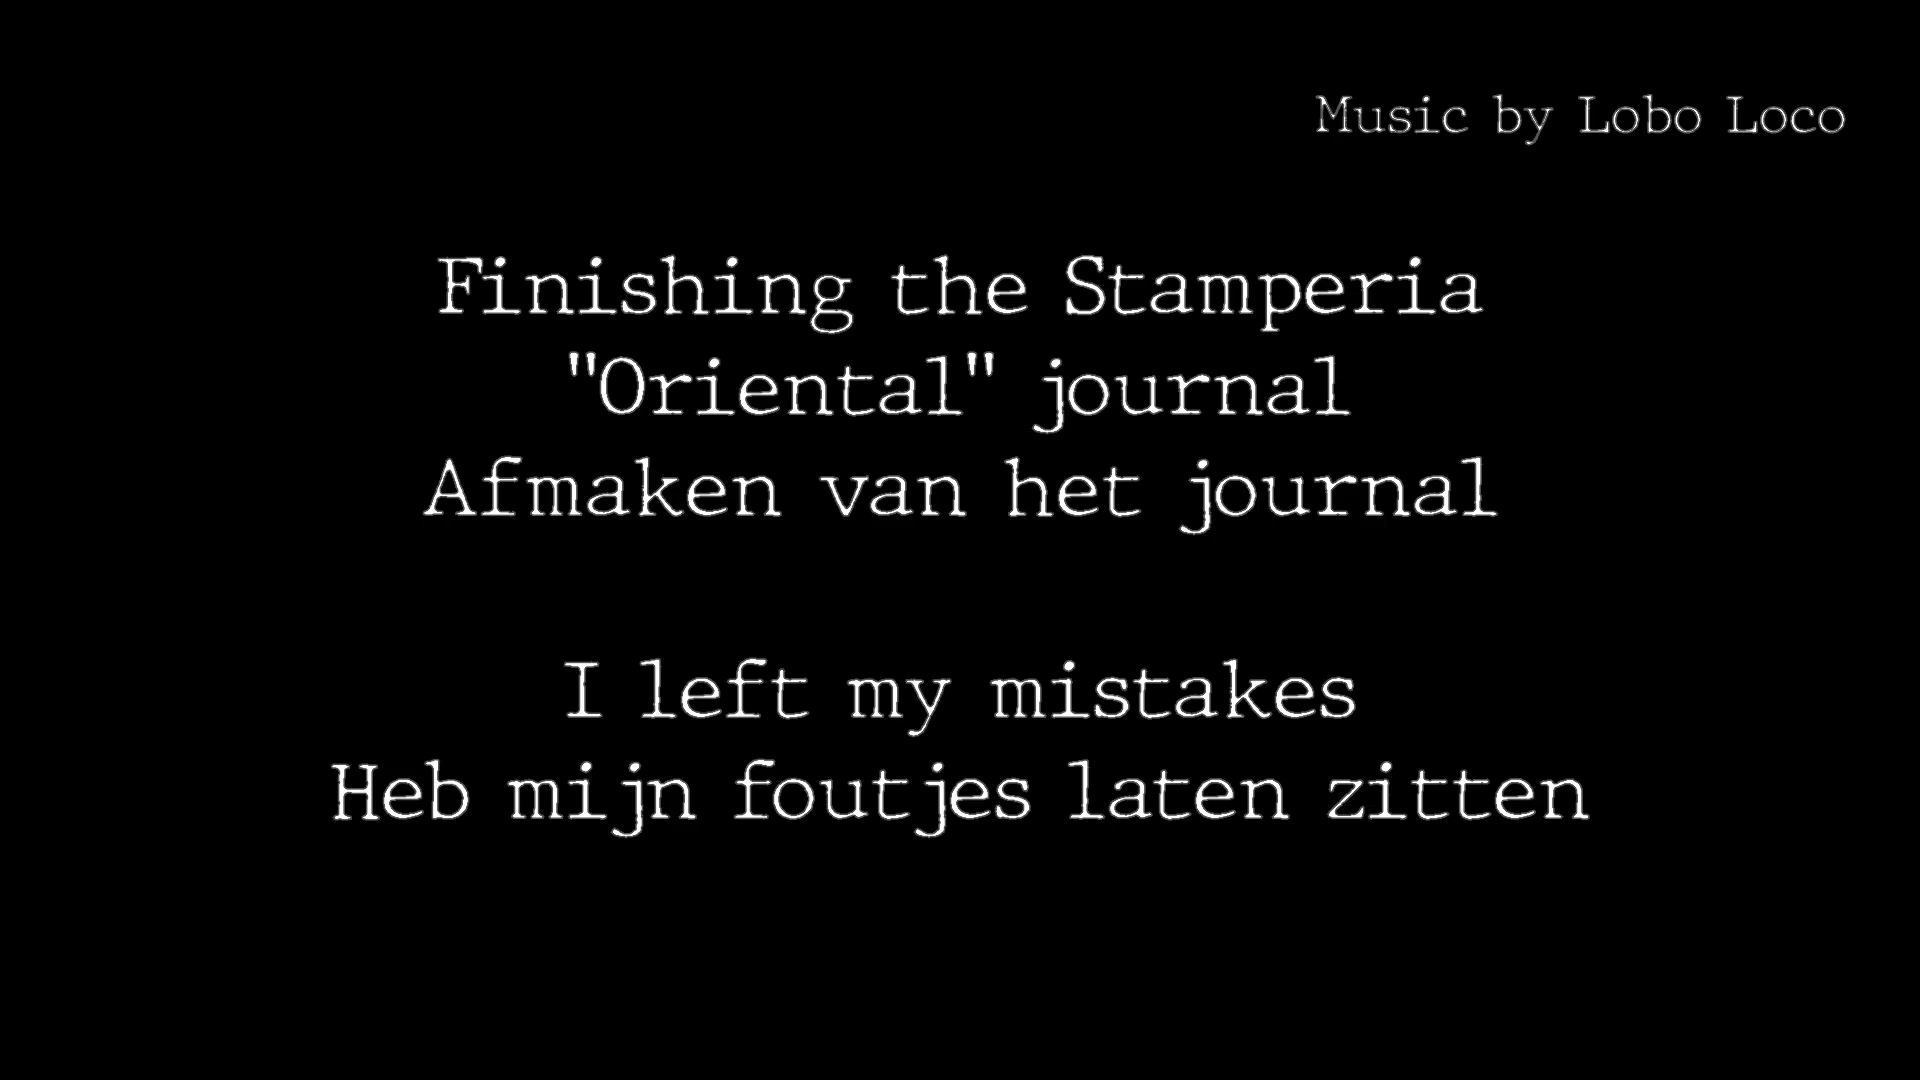 Music by Lobo Loco
Finishing the Stamperia
"Oriental" journal
Afmaken van het journal
I left my mistakes
Heb mijn foutjes laten zitten